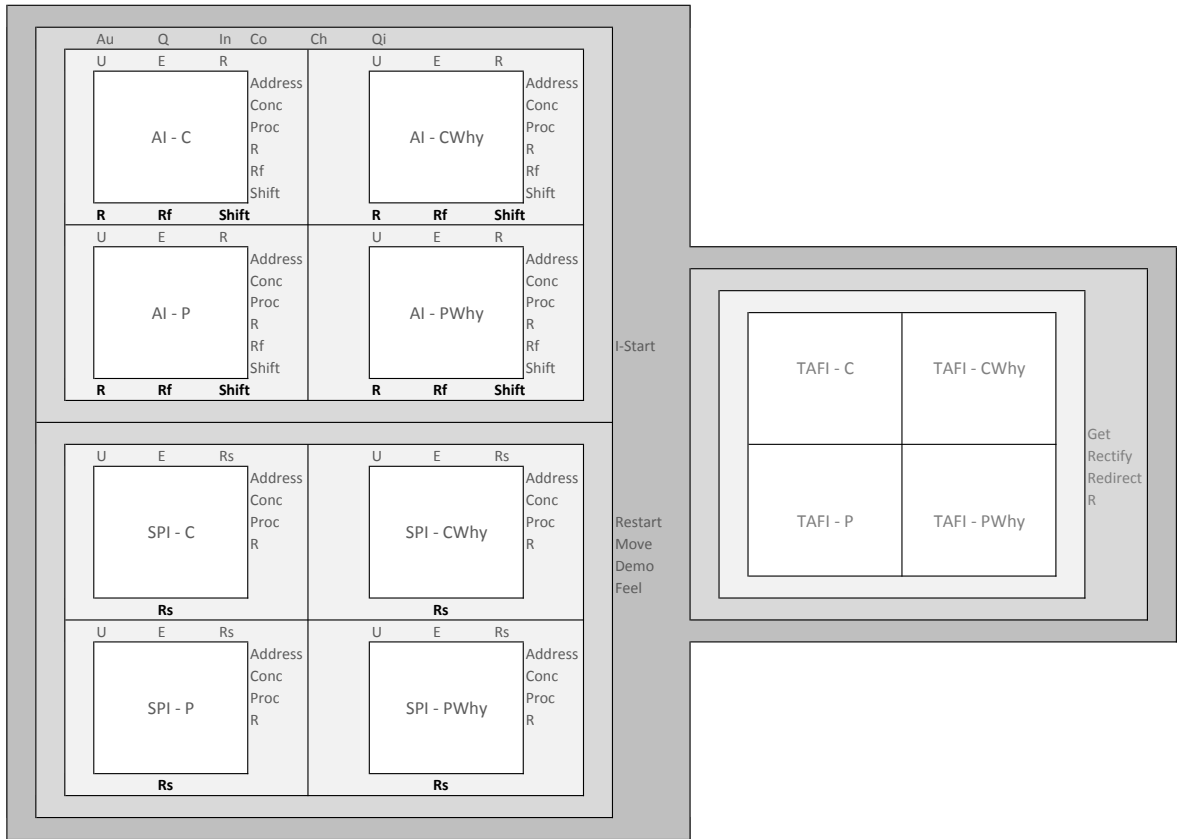 Au Q In Co Ch Qi
U E R U E R
Address Address
Conc Conc
Proc Proc
AI - C AI - CWhy
R R
Rf Rf
Shift Shift
R Rf Shift R Rf Shift
U E R U E R
Address Address
Conc Conc
Proc Proc
AI - P AI - PWhy
R R
Rf Rf
Shift Shift
R Rf Shift R Rf Shift
I-Start
U E Rs U E Rs
Address Address
Conc Conc
Proc Proc
SPI - C SPI - CWhy
R R
Rs Rs
U E Rs U E Rs
Address Address
Conc Conc
Proc Proc
SPI - P SPI - PWhy
R R
Rs Rs
Restart
Move
Demo
Feel
TAFI - C TAFI - CWhy
TAFI - P TAFI - PWhy
Get
Rectify
Redirect
R